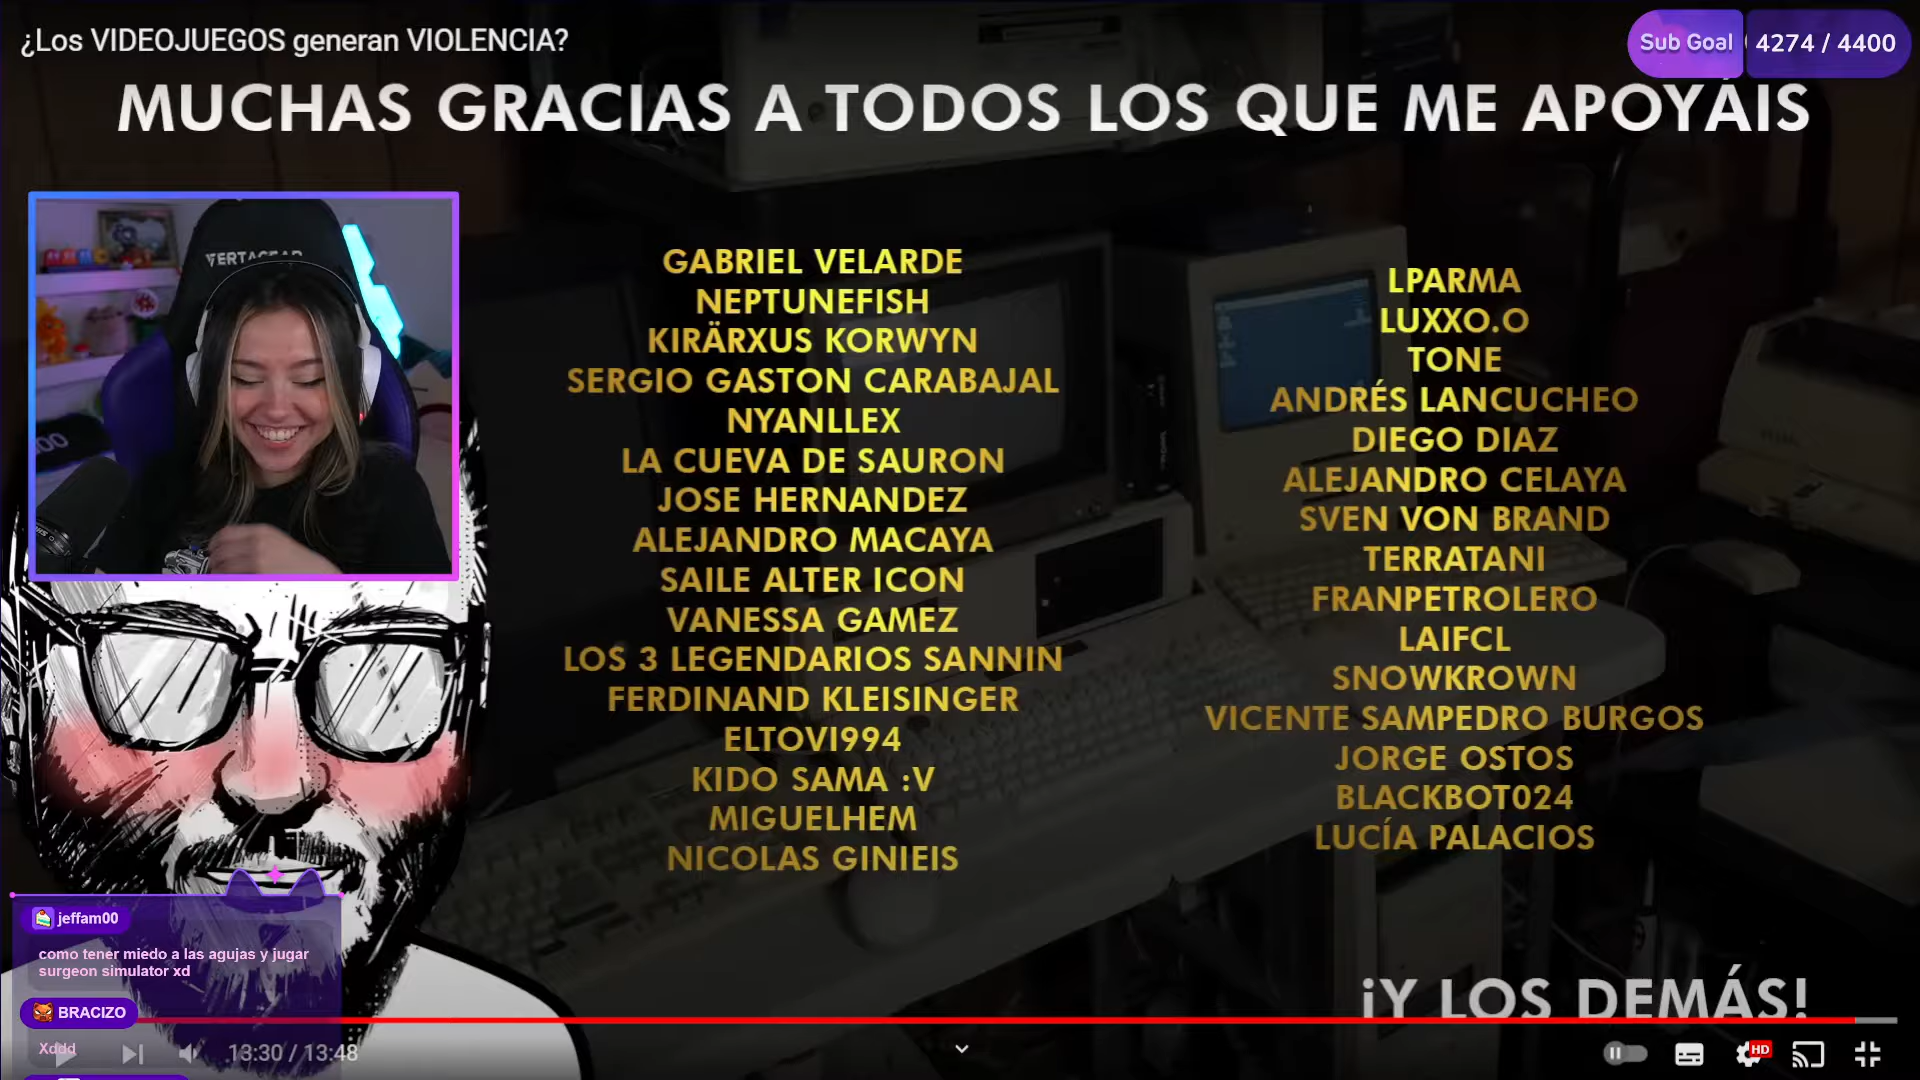 ¿Los VIDEOJUEGOS generan VIOLENCIA?
Sub Goal
4274 / 4400
MUCHAS GRACIAS A TODOS LOS QUE ME APOYÁIS
VERTAGEAR
GABRIEL VELARDE
NEPTUNEFISH
KIRÄRXUS KORWYN
SERGIO GASTON CARABAJAL
NYANLLEX
LA CUEVA DE SAURON
JOSE HERNANDEZ
ALEJANDRO MACAYA
SAILE ALTER ICON
VANESSA GAMEZ
LOS 3 LEGENDARIOS SANNIN
FERDINAND KLEISINGER
ELTOVI994
KIDO SAMA :V
MIGUELHEM
NICOLAS GINIEIS
LPARMA
LUXXO.O
TONE
ANDRÉS LANCUCHEO
DIEGO DIAZ
ALEJANDRO CELAYA
SVEN VON BRAND
TERRATANI
FRANPETROLERO
LAIFCL
SNOWKROWN
VICENTE SAMPEDRO BURGOS
JORGE OSTOS
BLACKBOT024
LUCÍA PALACIOS
¡Y LOS DEMÁS!
jeffam00
como tener miedo a las agujas y jugar
surgeon simulator xd
BRACIZO
Xddd
13:30 / 13:48
HD